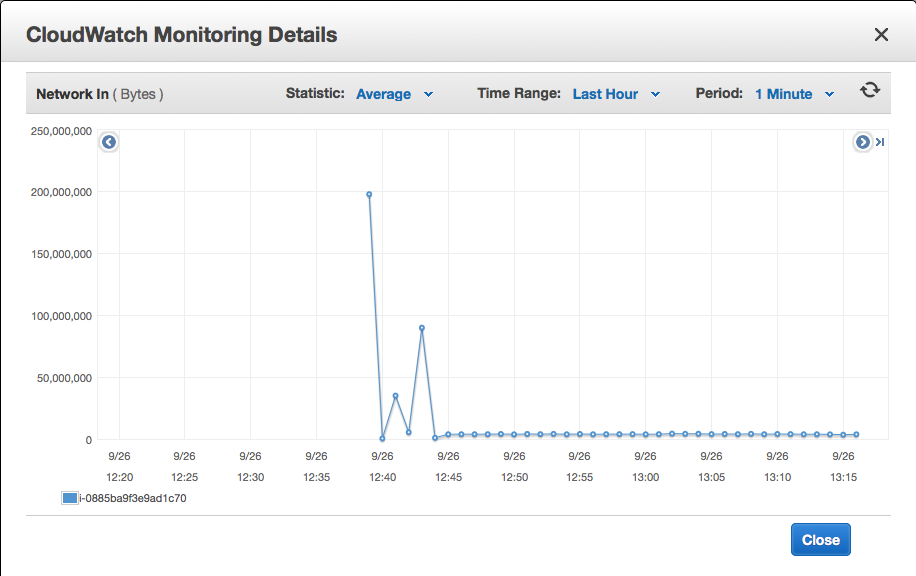 CloudWatch Monitoring Details
Network In ( Bytes ) Statistic: Average Time Range: Last Hour Period: 1 Minute
250,000,000
200,000,000
150,000,000
100,000,000
50,000,000
0
9/26 9/26 9/26 9/26 9/26 9/26 9/26 9/26 9/26 9/26 9/26 9/26
12:20 12:25 12:30 12:35 12:40 12:45 12:50 12:55 13:00 13:05 13:10 13:15
i-0885ba9f3e9ad1c70
Close